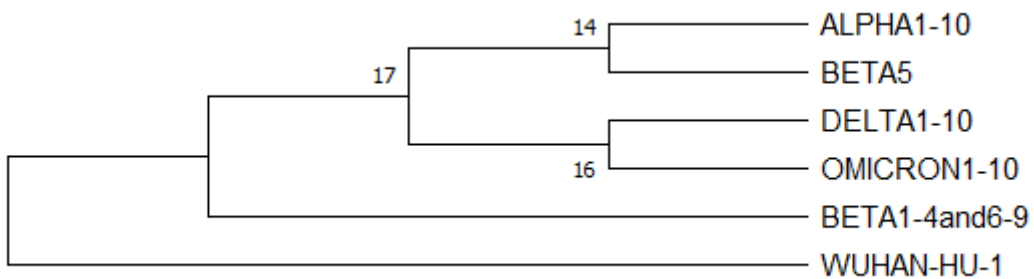 14
ALPHA1-10
17
BETA5
DELTA1-10
16
OMICRON1-10
BETA1-4and6-9
WUHAN-HU-1